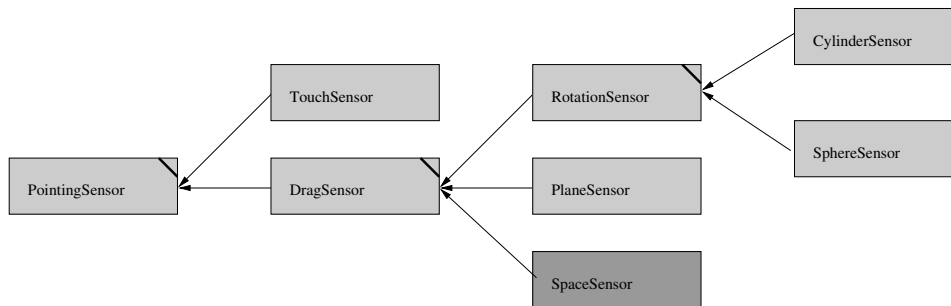 CylinderSensor
TouchSensor
RotationSensor
SphereSensor
PointingSensor
DragSensor
PlaneSensor
SpaceSensor